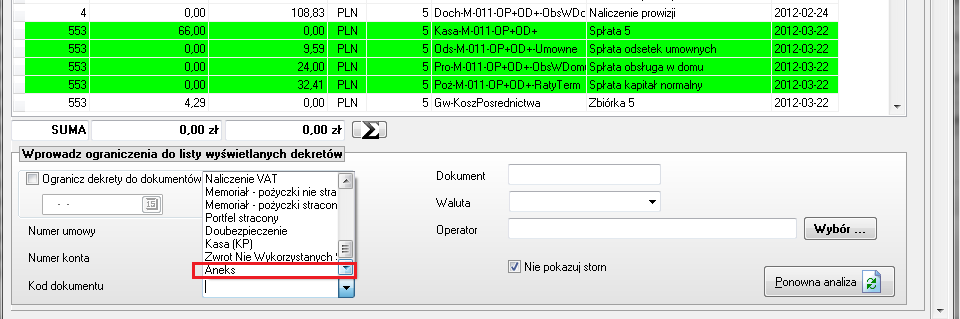 4 0,00 108,83 PLN 5 Doch-M-011-OP+OD+-ObsWDo Naliczenie prowizji 2012-02-24
553 66,00 0,00 PLN 5 Kasa-M-011-OP+OD+ Spłata 5 2012-03-22
553 0,00 9,59 PLN 5 Ods-M-011-OP+OD+-Umowne Spłata odsetek umownych 2012-03-22
553 0,00 24,00 PLN 5 Pro-M-011-OP+OD+-ObsWDomu Spłata obsługa w domu 2012-03-22
553 0,00 32,41 PLN 5 Poż-M-011-OP+OD+-RatyTerm Spłata kapitał normalny 2012-03-22
553 4,29 0,00 PLN 5 Gw-KoszPosrednictwa Zbiórka 5 2012-03-22
SUMA 0,00 zł 0,00 zł Σ
Wprowadz ograniczenia do listy wyświetlanych dekretów
Ogranicz dekrety do dokumentów
- - 15
Numer umowy
Numer konta
Kod dokumentu
Naliczenie VAT
Memoriał - pożyczki nie stra
Memoriał - pożyczki stracon
Portfel stracony
Doubezpieczenie
Kasa (KP)
Zwrot Nie Wykorzystanych
Aneks
Dokument
Waluta
Operator Wybór ...
Nie pokazuj storn
Ponowna analiza